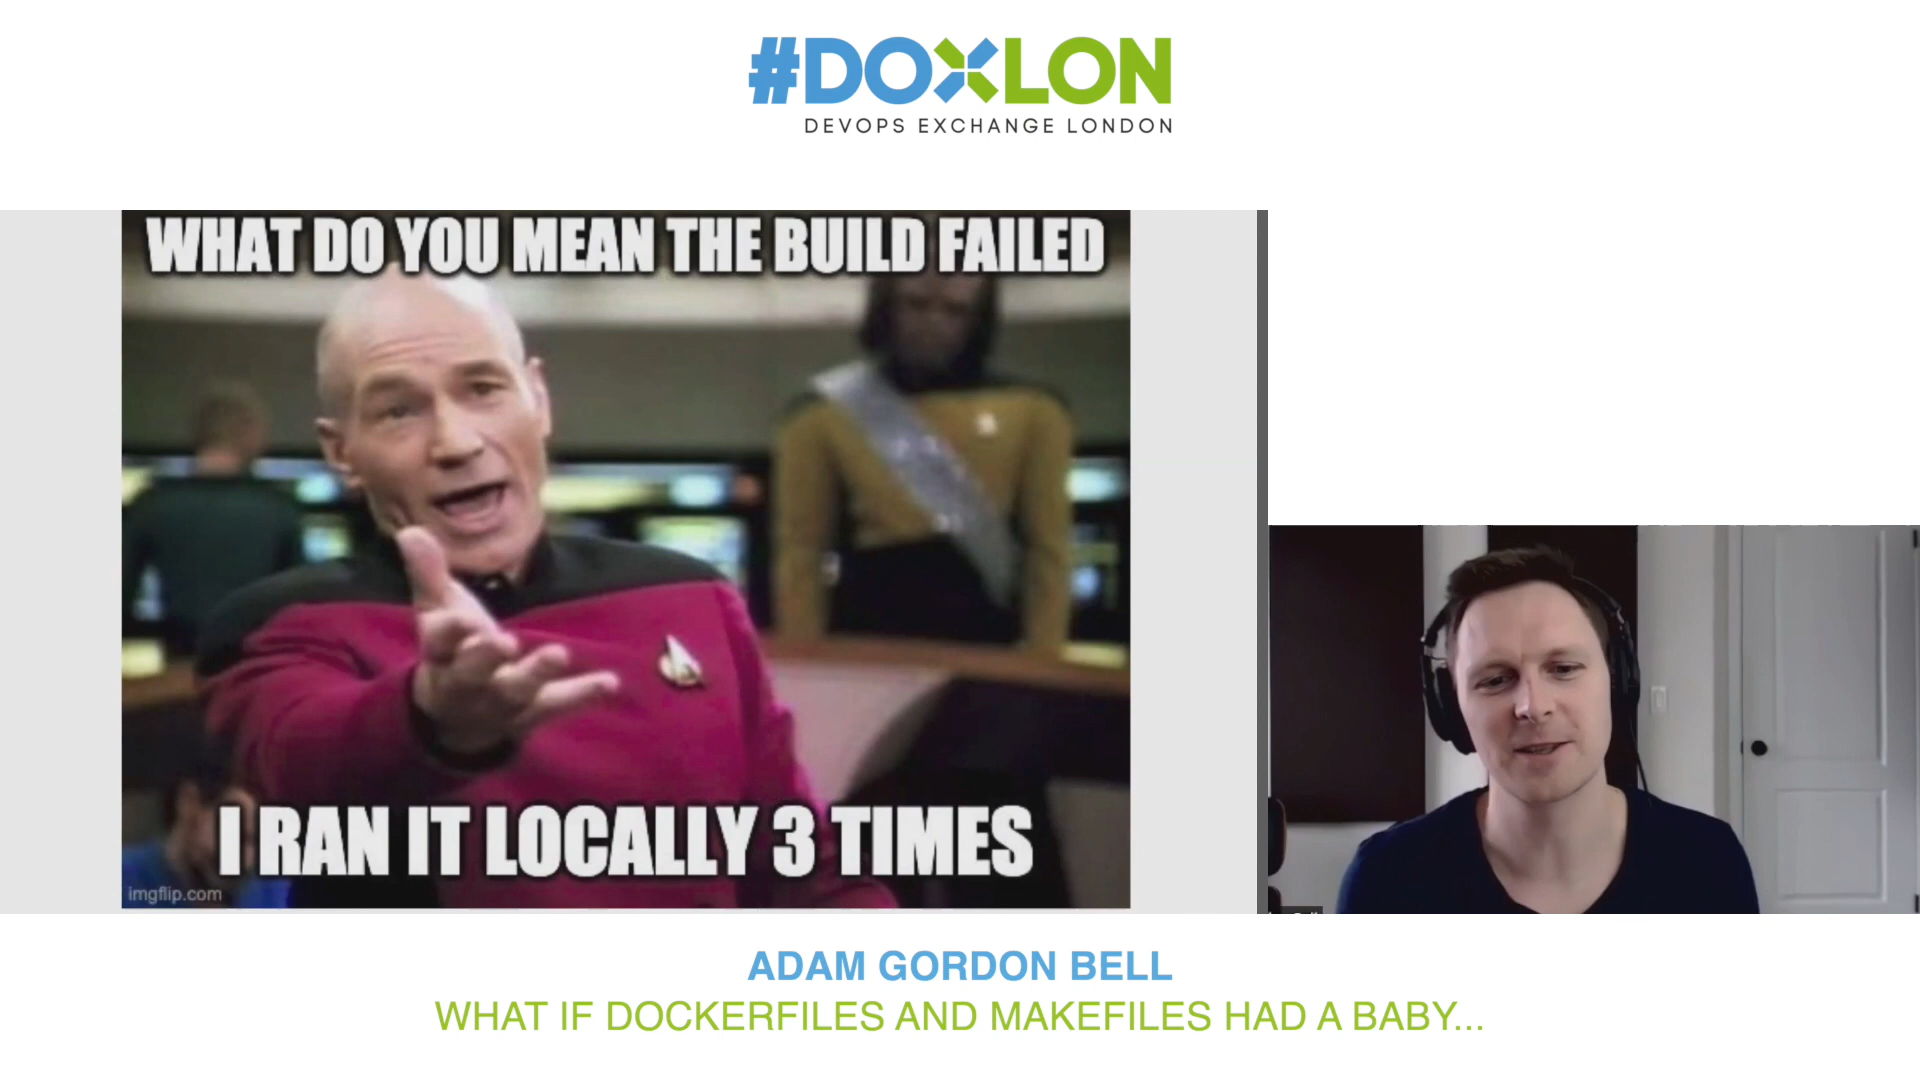 #DOXLON
DEVOPS EXCHANGE LONDON
WHAT DO YOU MEAN THE BUILD FAILED
I RAN IT LOCALLY 3 TIMES
imgflip.com
ADAM GORDON BELL
WHAT IF DOCKERFILES AND MAKEFILES HAD A BABY...